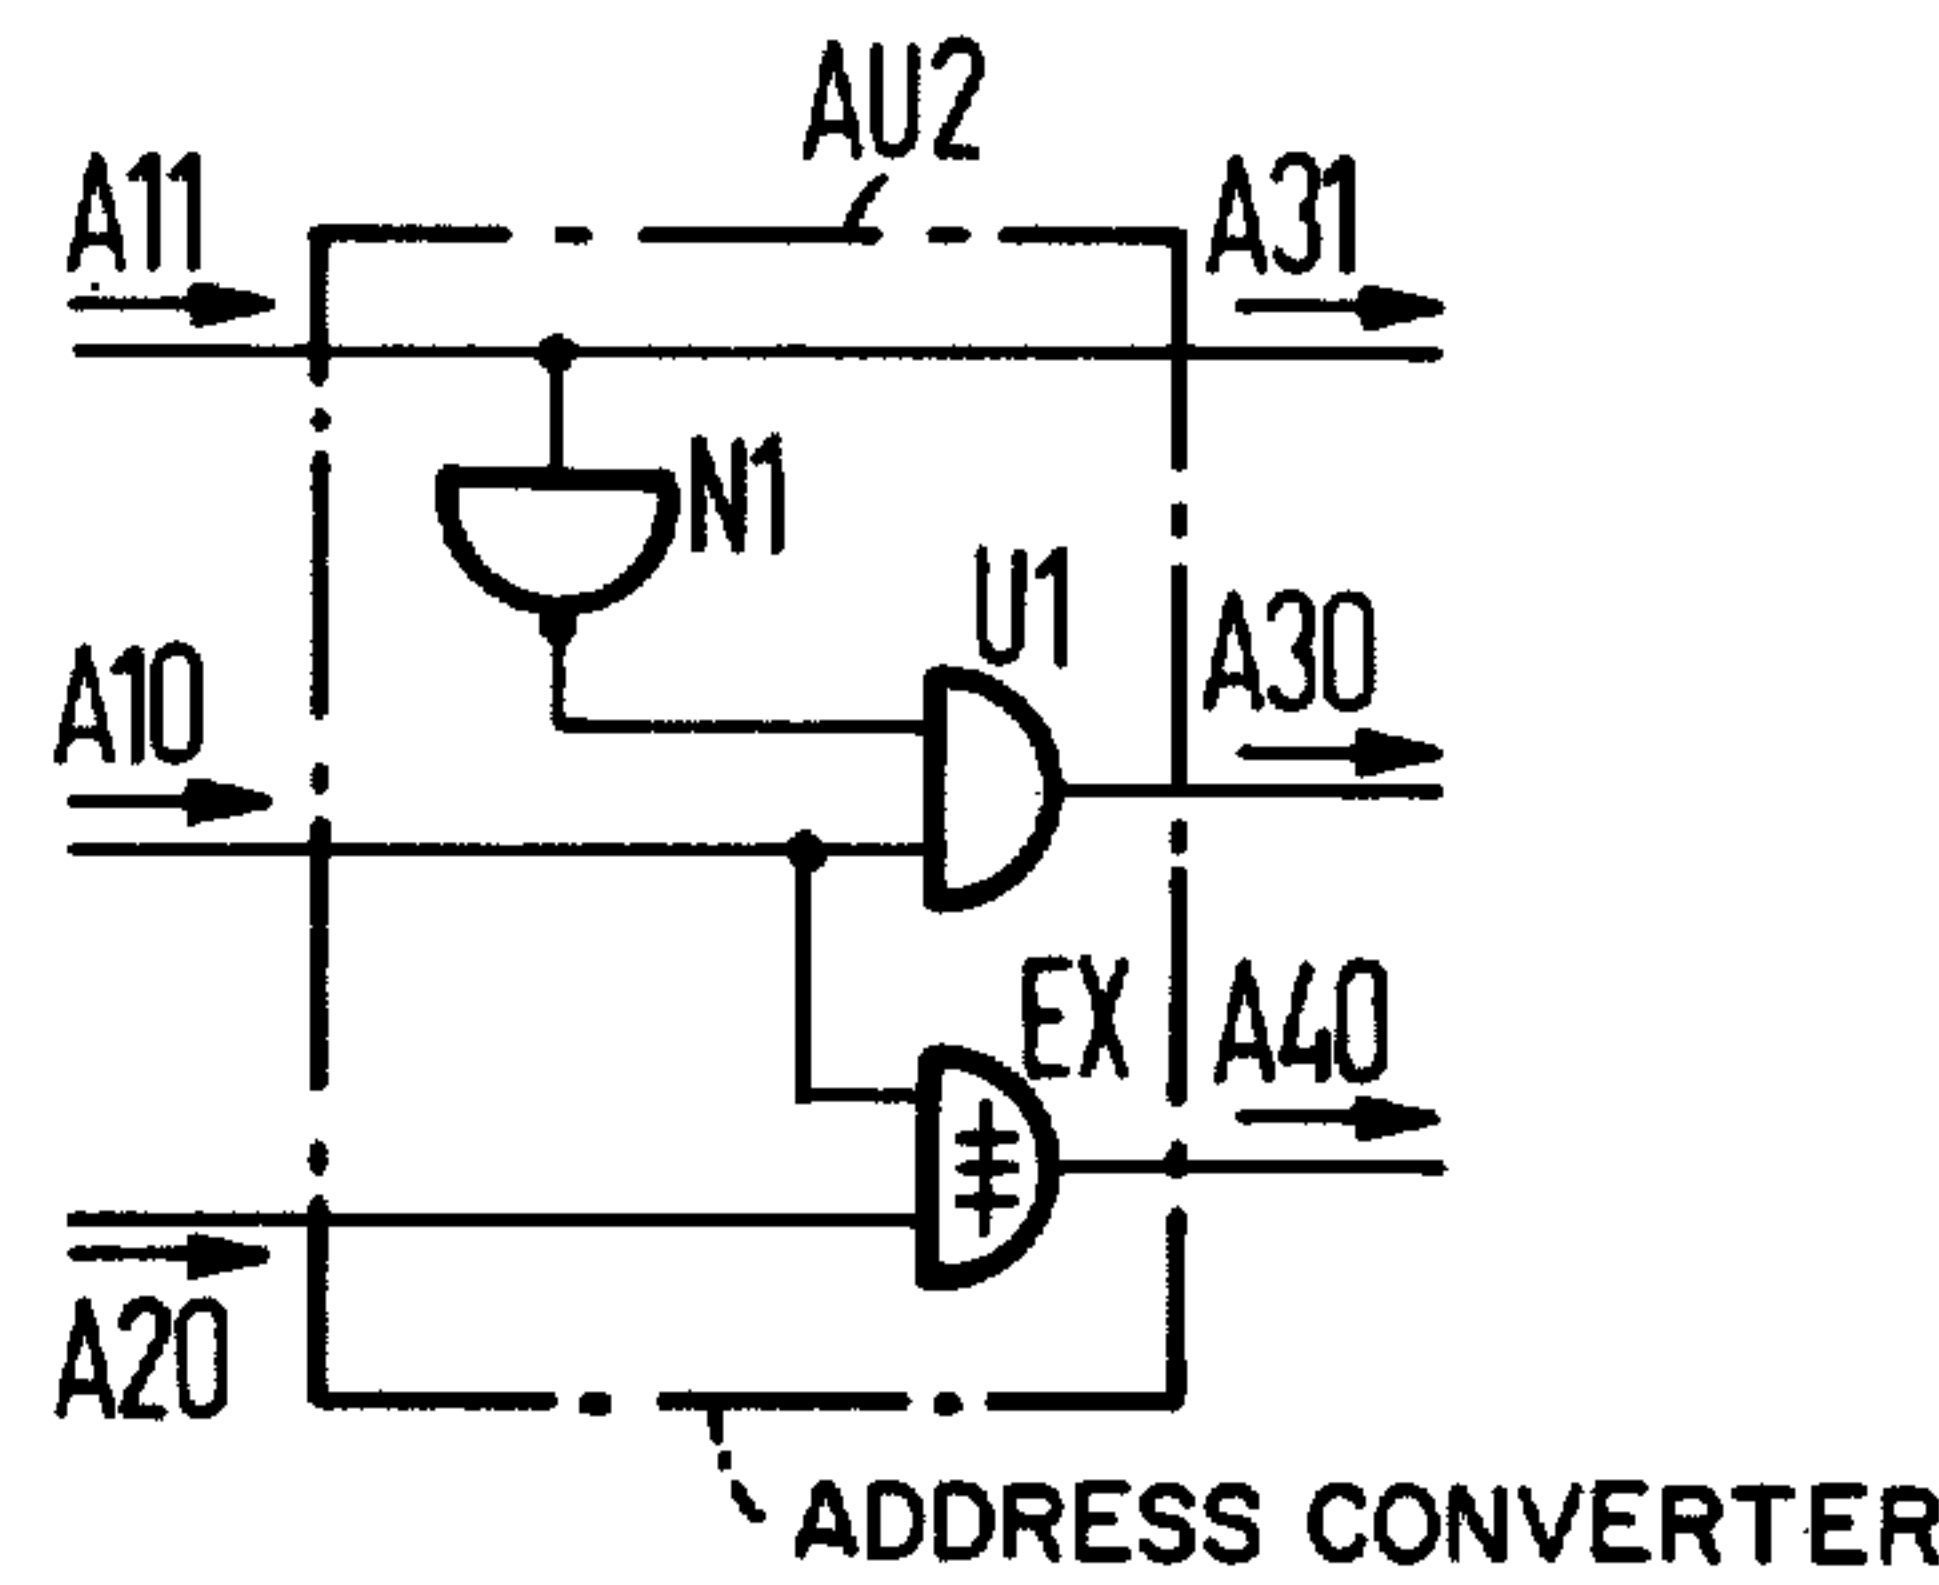 AU2
A11
A31
N1
U1
A10
A30
EX
A40
A20
ADDRESS CONVERTER